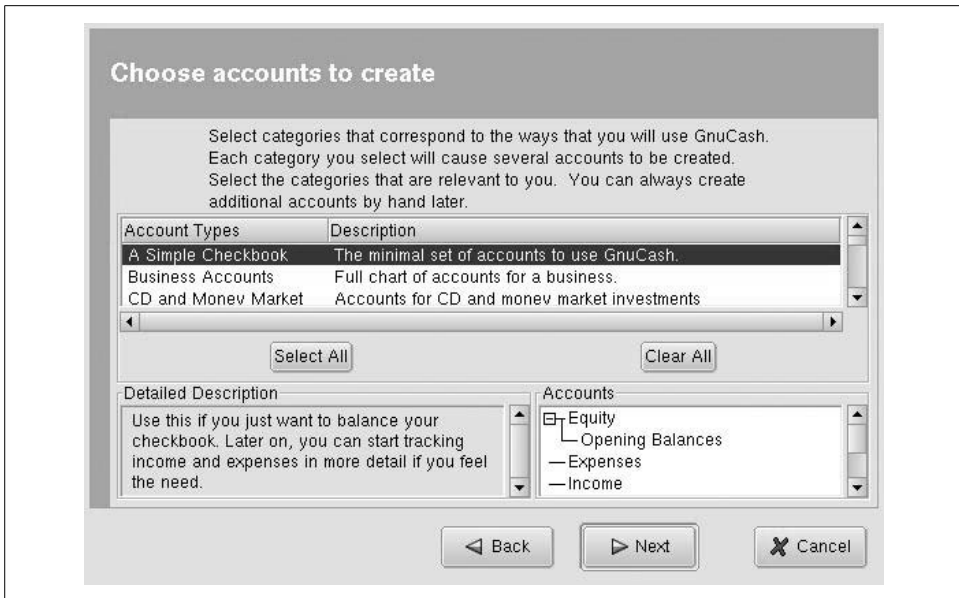 Choose accounts to create
Select categories that correspond to the ways that you will use GnuCash.
Each category you select will cause several accounts to be created.
Select the categories that are relevant to you. You can always create
additional accounts by hand later.
Account Types Description
A Simple Checkbook The minimal set of accounts to use GnuCash.
Business Accounts Full chart of accounts for a business.
CD and Money Market Accounts for CD and money market investments
Select All Clear All
Detailed Description
Use this if you just want to balance your
checkbook. Later on, you can start tracking
income and expenses in more detail if you feel
the need.
Accounts
Equity
Opening Balances
Expenses
Income
Back Next Cancel